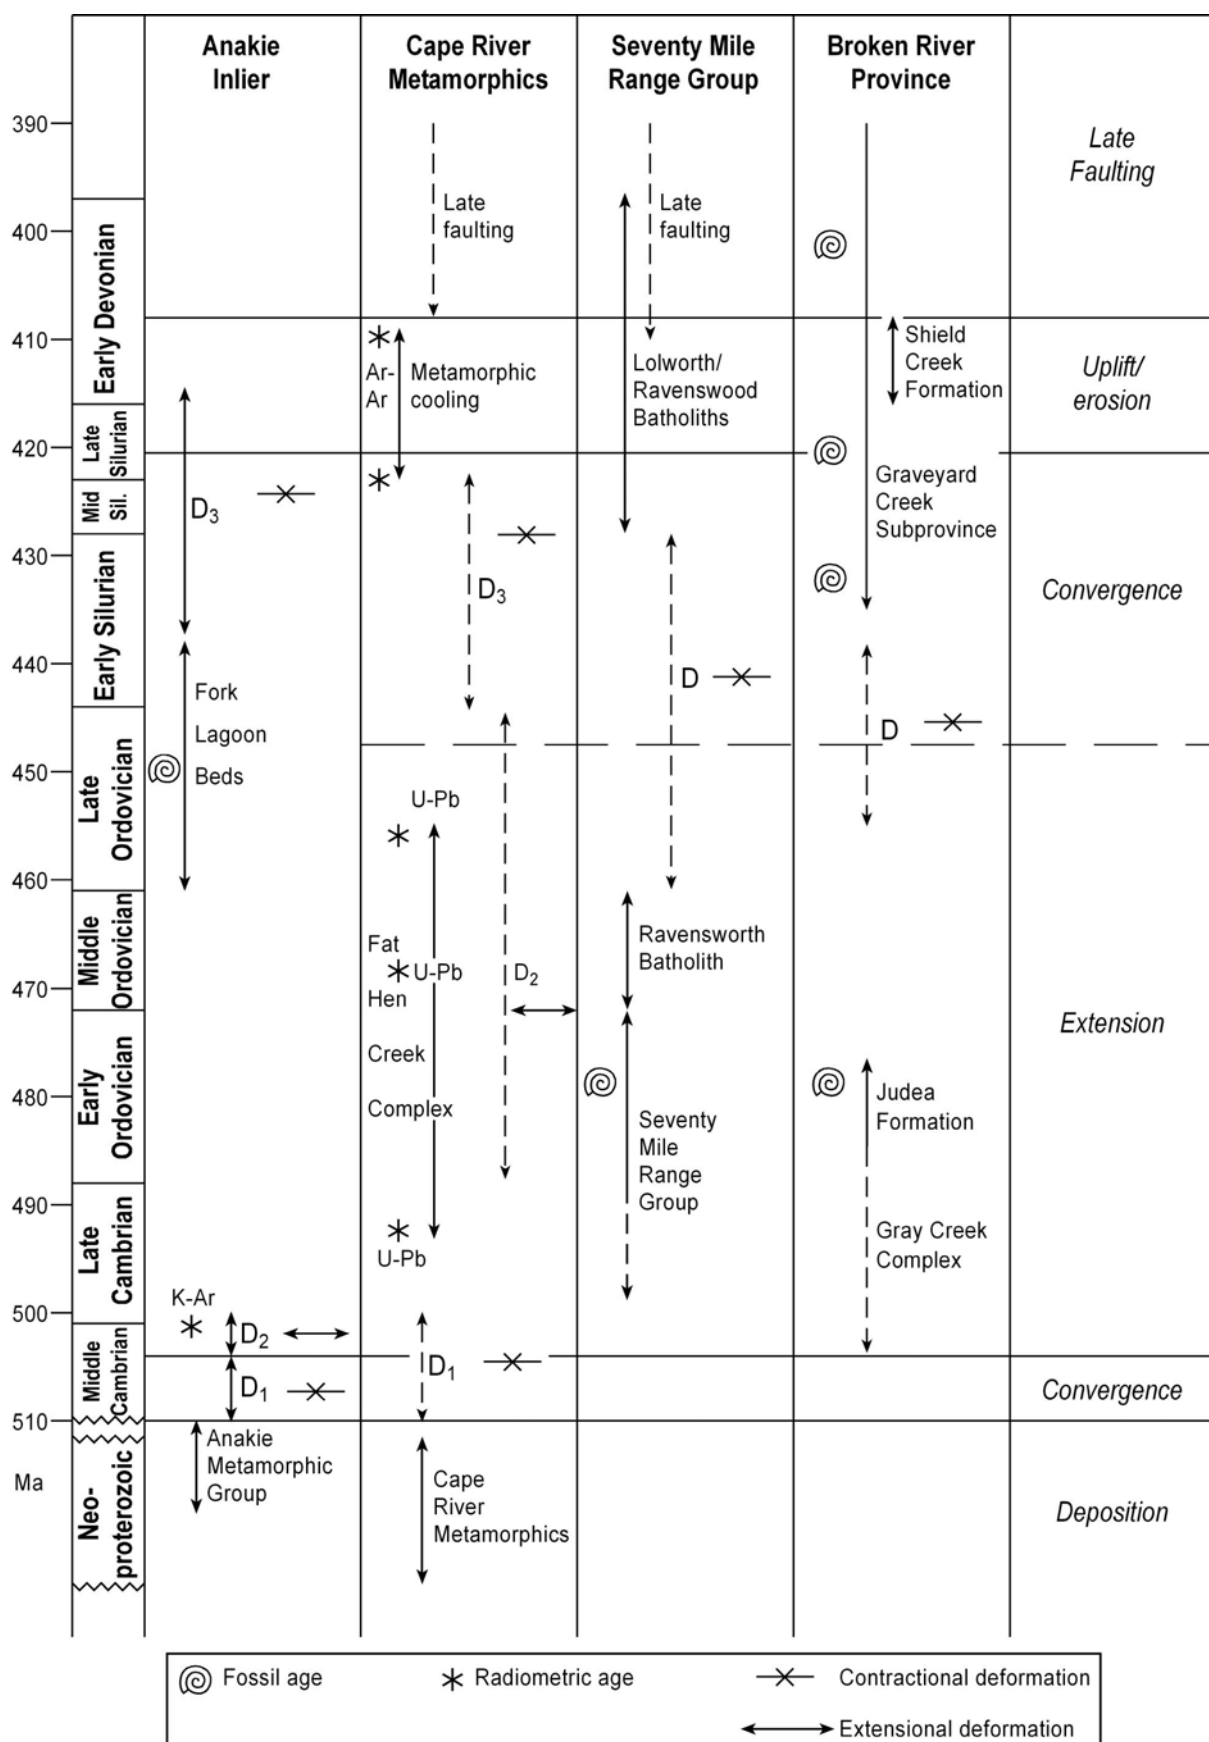 Anakie
Inlier
Cape River
Metamorphics
Seventy Mile
Range Group
Broken River
Province
390
400
410
420
430
440
450
460
470
480
490
500
510
Ma
Early Devonian
Late
Silurian
Mid
Sil.
Early Silurian
Late
Ordovician
Middle
Ordovician
Early
Ordovician
Late
Cambrian
Middle
Cambrian
Neo-
proterozoic
D3
Fork
Lagoon
Beds
K-Ar
D2
D1
Anakie
Metamorphic
Group
Late
faulting
Ar-
Ar
Metamorphic
cooling
D3
U-Pb
Fat
U-Pb
Hen
Creek
Complex
D2
U-Pb
D1
Cape
River
Metamorphics
Late
faulting
Lolworth/
Ravenswood
Batholiths
D
Ravensworth
Batholith
Seventy
Mile
Range
Group
Shield
Creek
Formation
Graveyard
Creek
Subprovince
D
Judea
Formation
Gray Creek
Complex
Late
Faulting
Uplift/
erosion
Convergence
Extension
Convergence
Deposition
Fossil age
Radiometric age
Contractional deformation
Extensional deformation